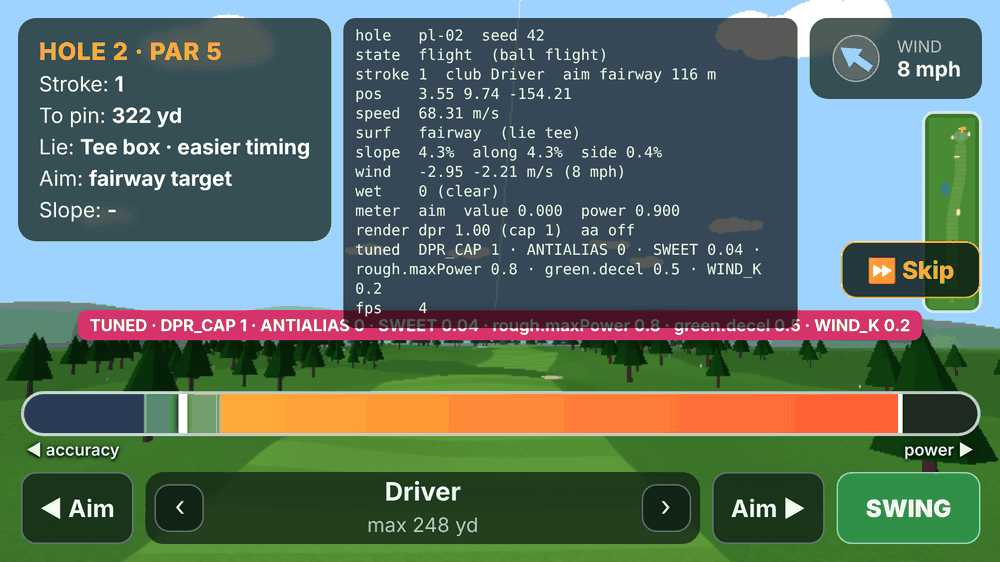 HOLE 2 · PAR 5
Stroke: 1
To pin: 322 yd
Lie: Tee box · easier timing
Aim: fairway target
Slope: -
hole pl-02 seed 42
state flight (ball flight)
stroke 1 club Driver aim fairway 116 m
pos 3.55 9.74 -154.21
speed 68.31 m/s
surf fairway (lie tee)
slope 4.3% along 4.3% side 0.4%
wind -2.95 -2.21 m/s (8 mph)
wet 0 (clear)
meter aim value 0.000 power 0.900
render dpr 1.00 (cap 1) aa off
tuned DPR_CAP 1 · ANTIALIAS 0 · SWEET 0.04 ·
rough.maxPower 0.8 · green.decel 0.5 · WIND_K
0.2
fps 4
WIND
8 mph
⏩ Skip
TUNED · DPR_CAP 1 · ANTIALIAS 0 · SWEET 0.04 · rough.maxPower 0.8 · green.decel 0.5 · WIND_K 0.2
◀ accuracy
power ▶
◀ Aim
‹
Driver
max 248 yd
›
Aim ▶
SWING